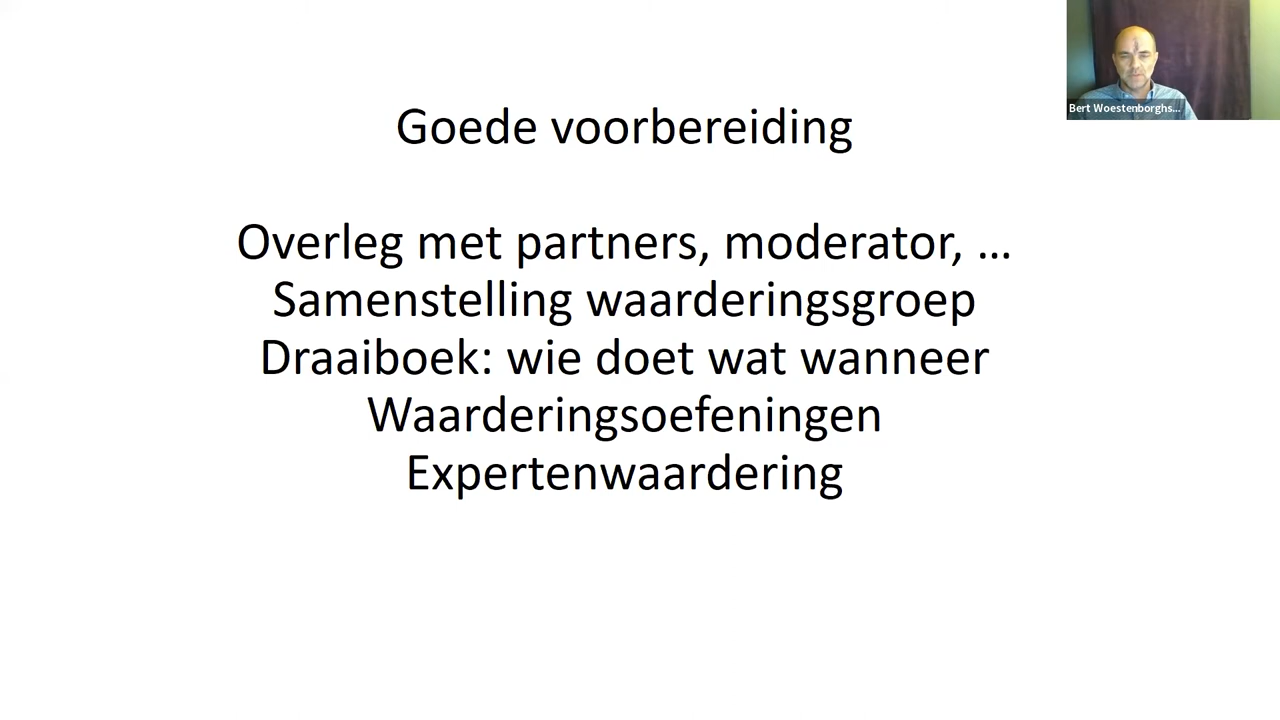 Bert Woestenborghs...
Goede voorbereiding
Overleg met partners, moderator, ...
Samenstelling waarderingsgroep
Draaiboek: wie doet wat wanneer
Waarderingsoefeningen
Expertenwaardering